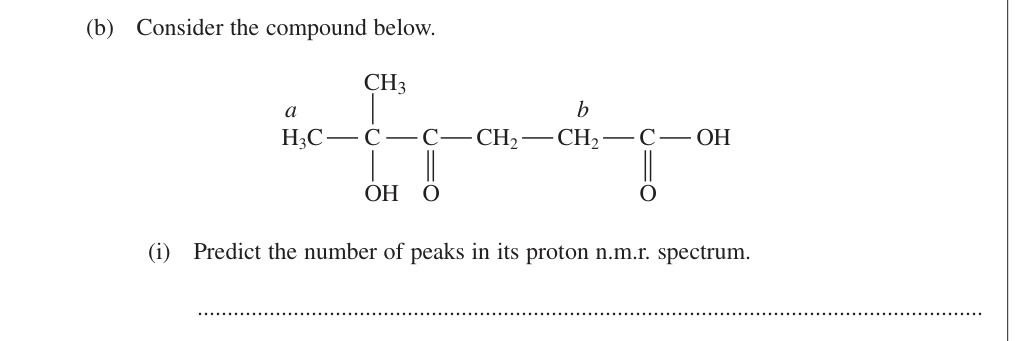 (b) Consider the compound below.
CH₃
a b
H₃C — C — C — CH₂ — CH₂ — C — OH
OH O O
(i) Predict the number of peaks in its proton n.m.r. spectrum.